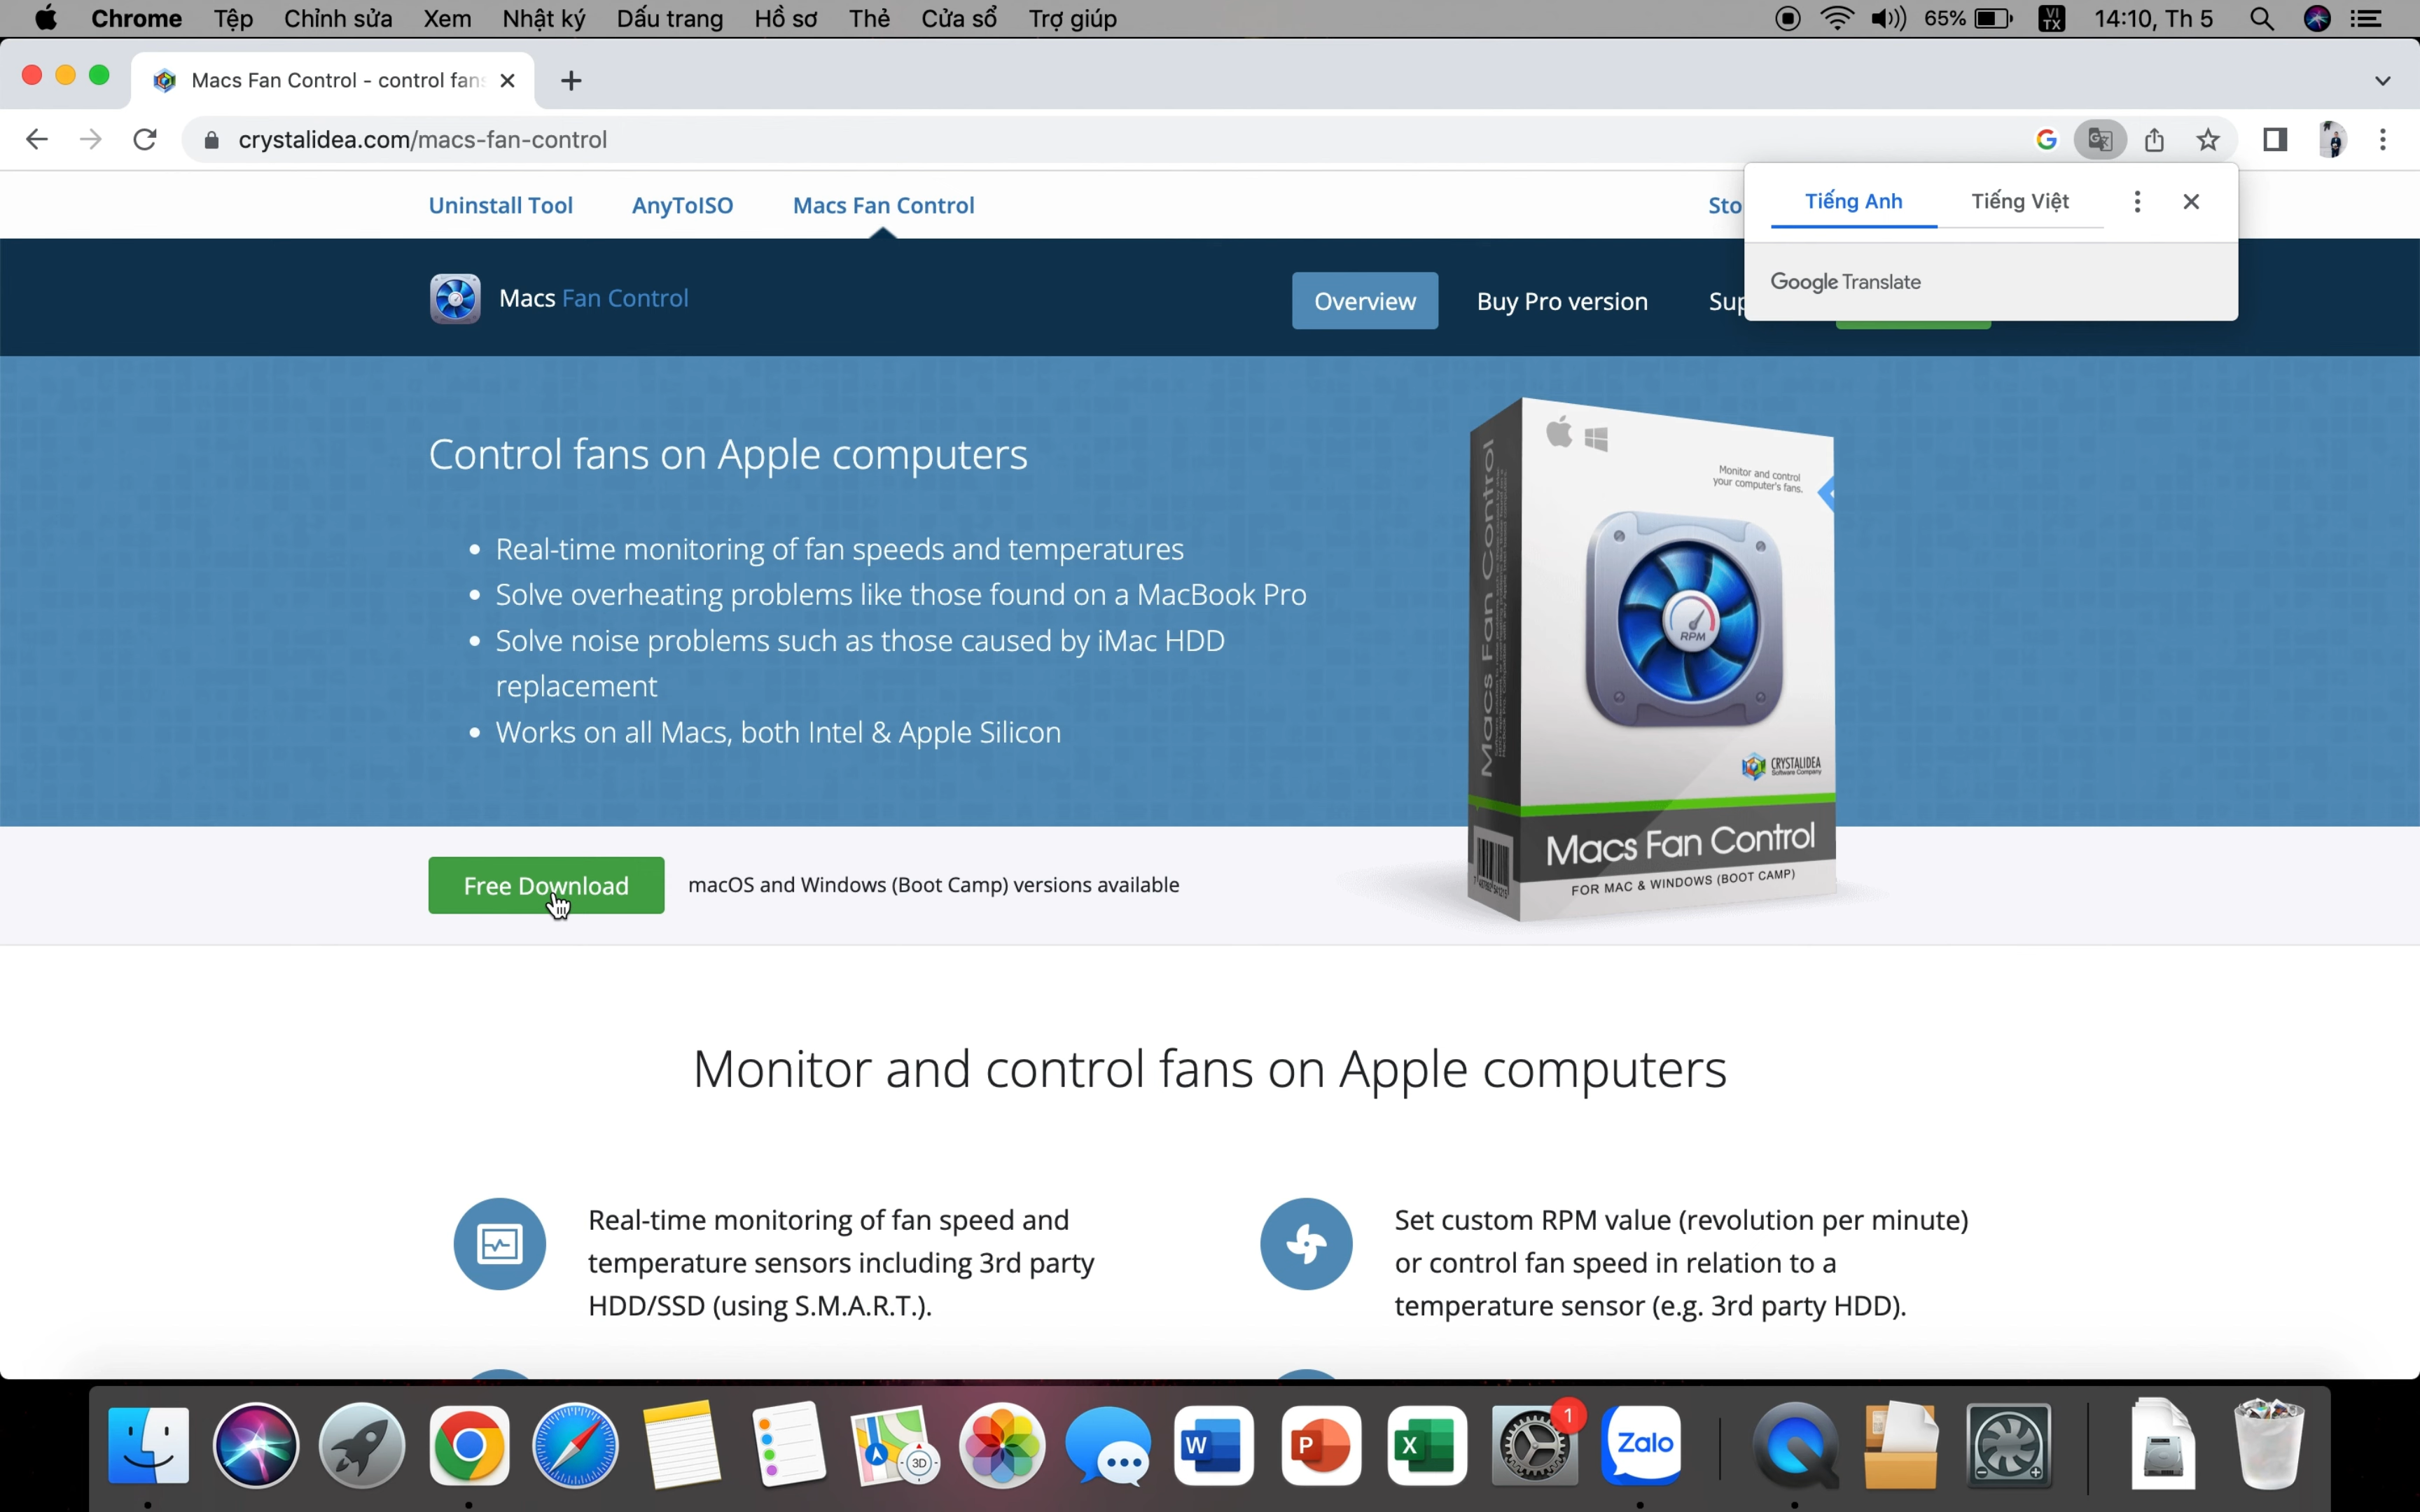 Chrome Tệp Chỉnh sửa Xem Nhật ký Dấu trang Hồ sơ Thẻ Cửa sổ Trợ giúp 65% VI TX 14:10, Th 5
Macs Fan Control - control fans
crystalidea.com/macs-fan-control
Uninstall Tool AnyToISO Macs Fan Control Sto
Tiếng Anh Tiếng Việt
Google Translate
Macs Fan Control Overview Buy Pro version Sup
Control fans on Apple computers
Real-time monitoring of fan speeds and temperatures
Solve overheating problems like those found on a MacBook Pro
Solve noise problems such as those caused by iMac HDD
replacement
Works on all Macs, both Intel & Apple Silicon
Monitor and control
your computer's fans.
Macs Fan Control
RPM
CRYSTALIDEA
Software Company
Macs Fan Control
FOR MAC & WINDOWS (BOOT CAMP)
Free Download macOS and Windows (Boot Camp) versions available
Monitor and control fans on Apple computers
Real-time monitoring of fan speed and
temperature sensors including 3rd party
HDD/SSD (using S.M.A.R.T.).
Set custom RPM value (revolution per minute)
or control fan speed in relation to a
temperature sensor (e.g. 3rd party HDD).
3D W P X 1 Zalo